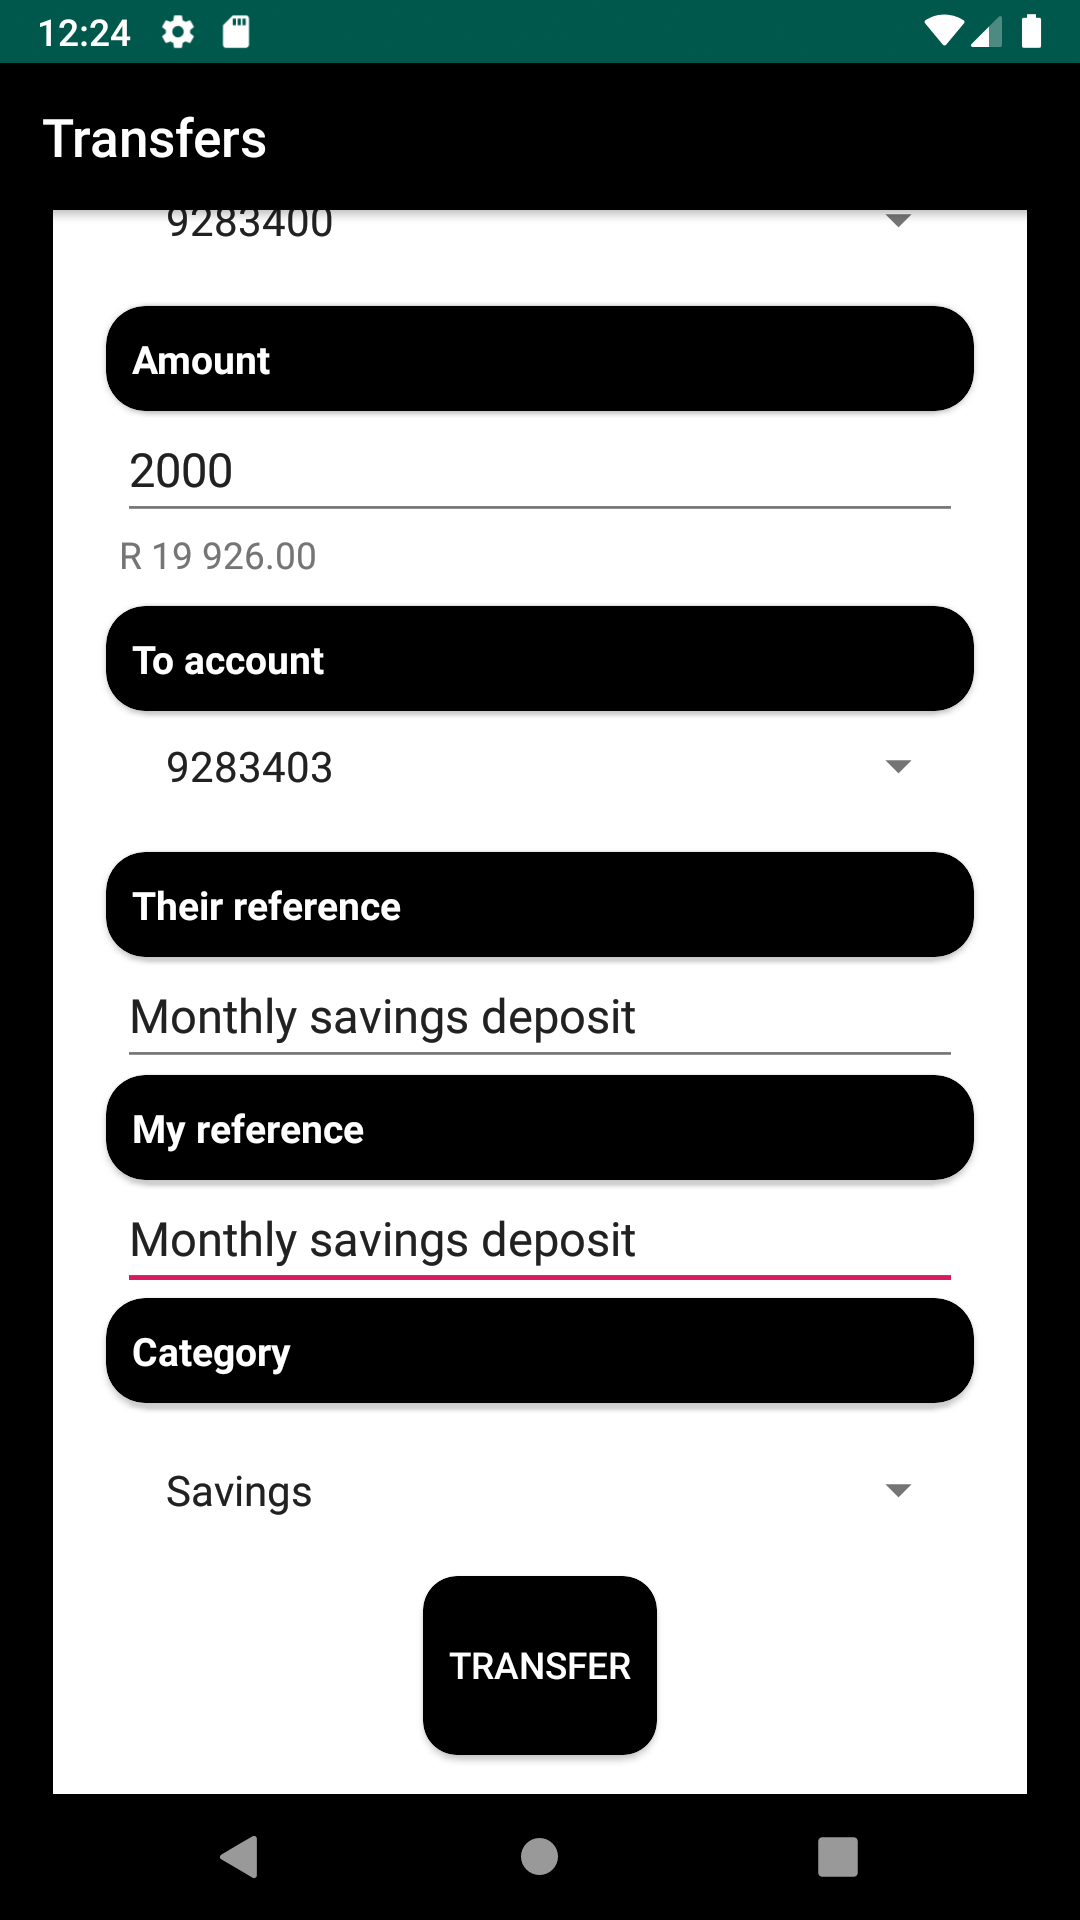 12:24
Transfers
9283400
Amount
2000
R 19 926.00
To account
9283403
Their reference
Monthly savings deposit
My reference
Monthly savings deposit
Category
Savings
TRANSFER